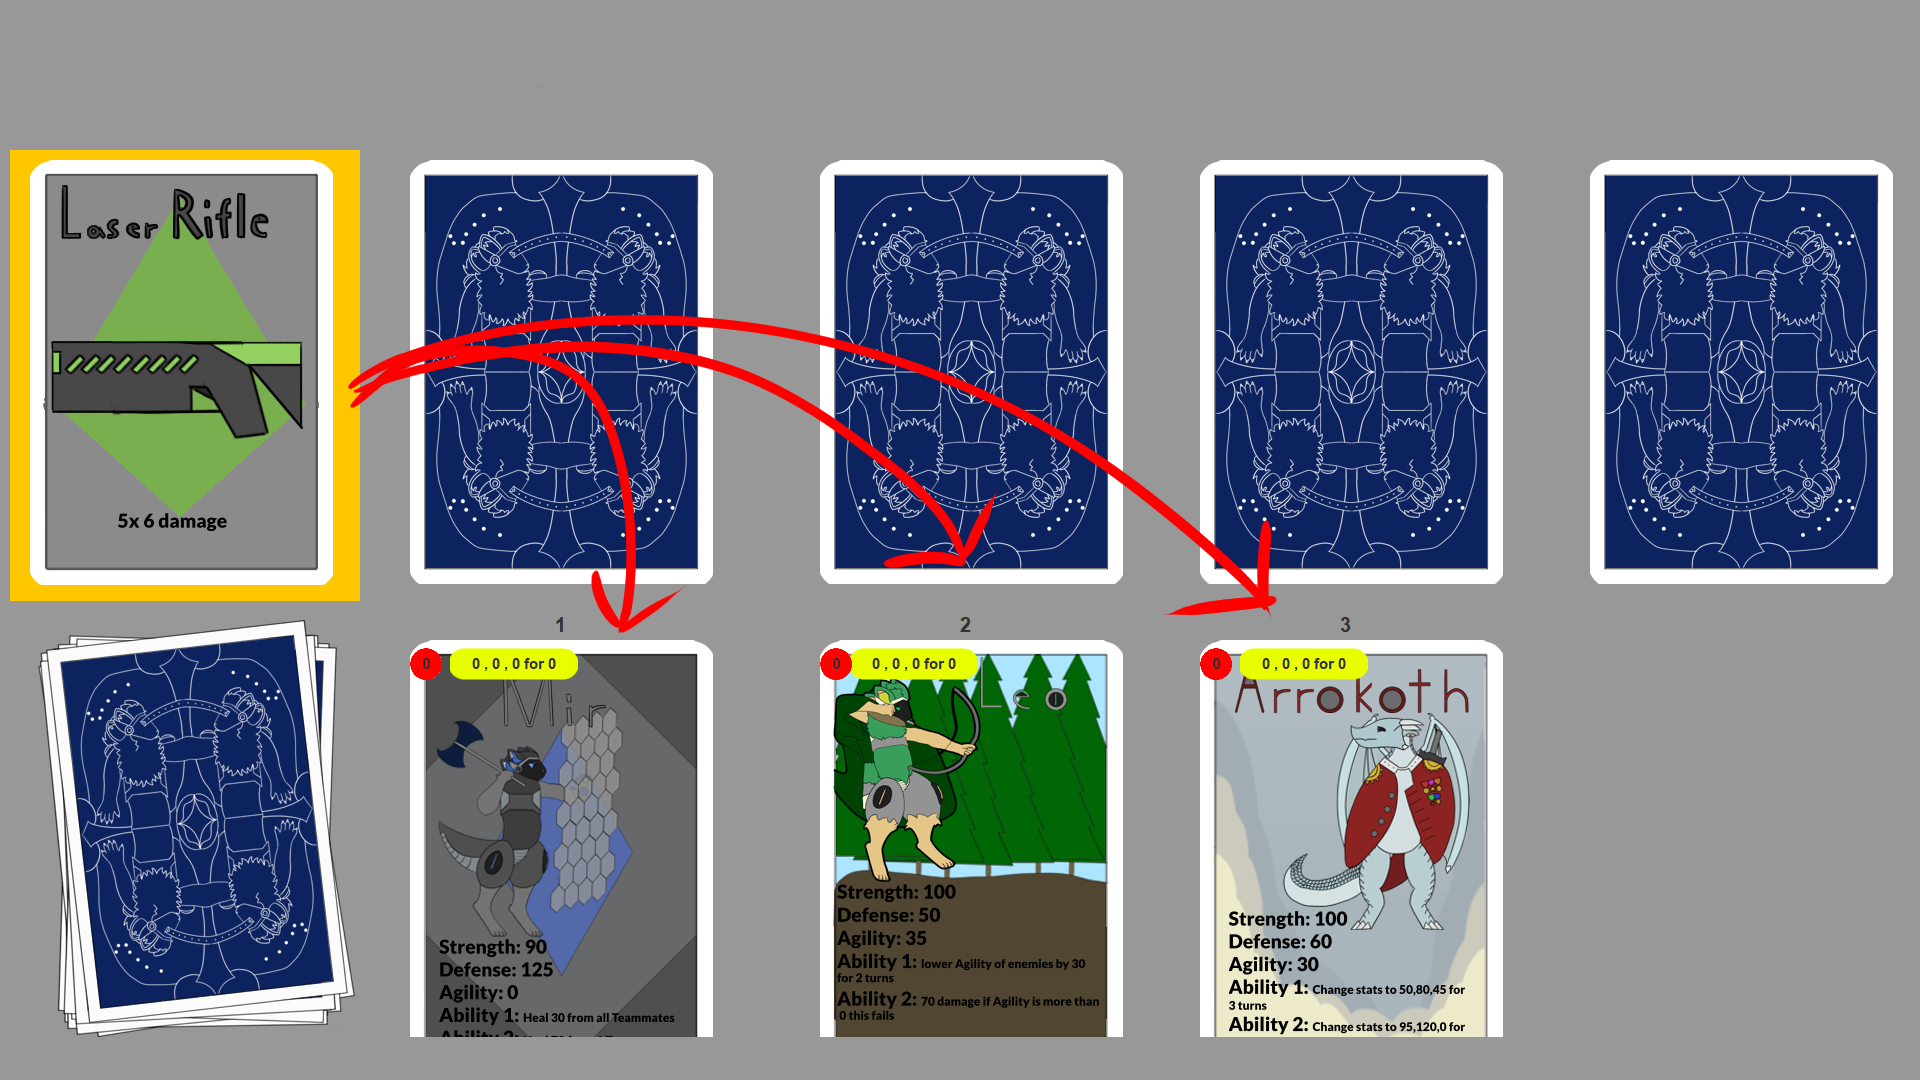 Laser Rifle
5x 6 damage
1
2
3
0
0 , 0 , 0 for 0
Mir
Strength: 90
Defense: 125
Agility: 0
Ability 1: Heal 30 from all Teammates
0
0 , 0 , 0 for 0
Leo
Strength: 100
Defense: 50
Agility: 35
Ability 1: lower Agility of enemies by 30
for 2 turns
Ability 2: 70 damage if Agility is more than
0 this fails
0
0 , 0 , 0 for 0
Arrokoth
Strength: 100
Defense: 60
Agility: 30
Ability 1: Change stats to 50,80,45 for
3 turns
Ability 2: Change stats to 95,120,0 for